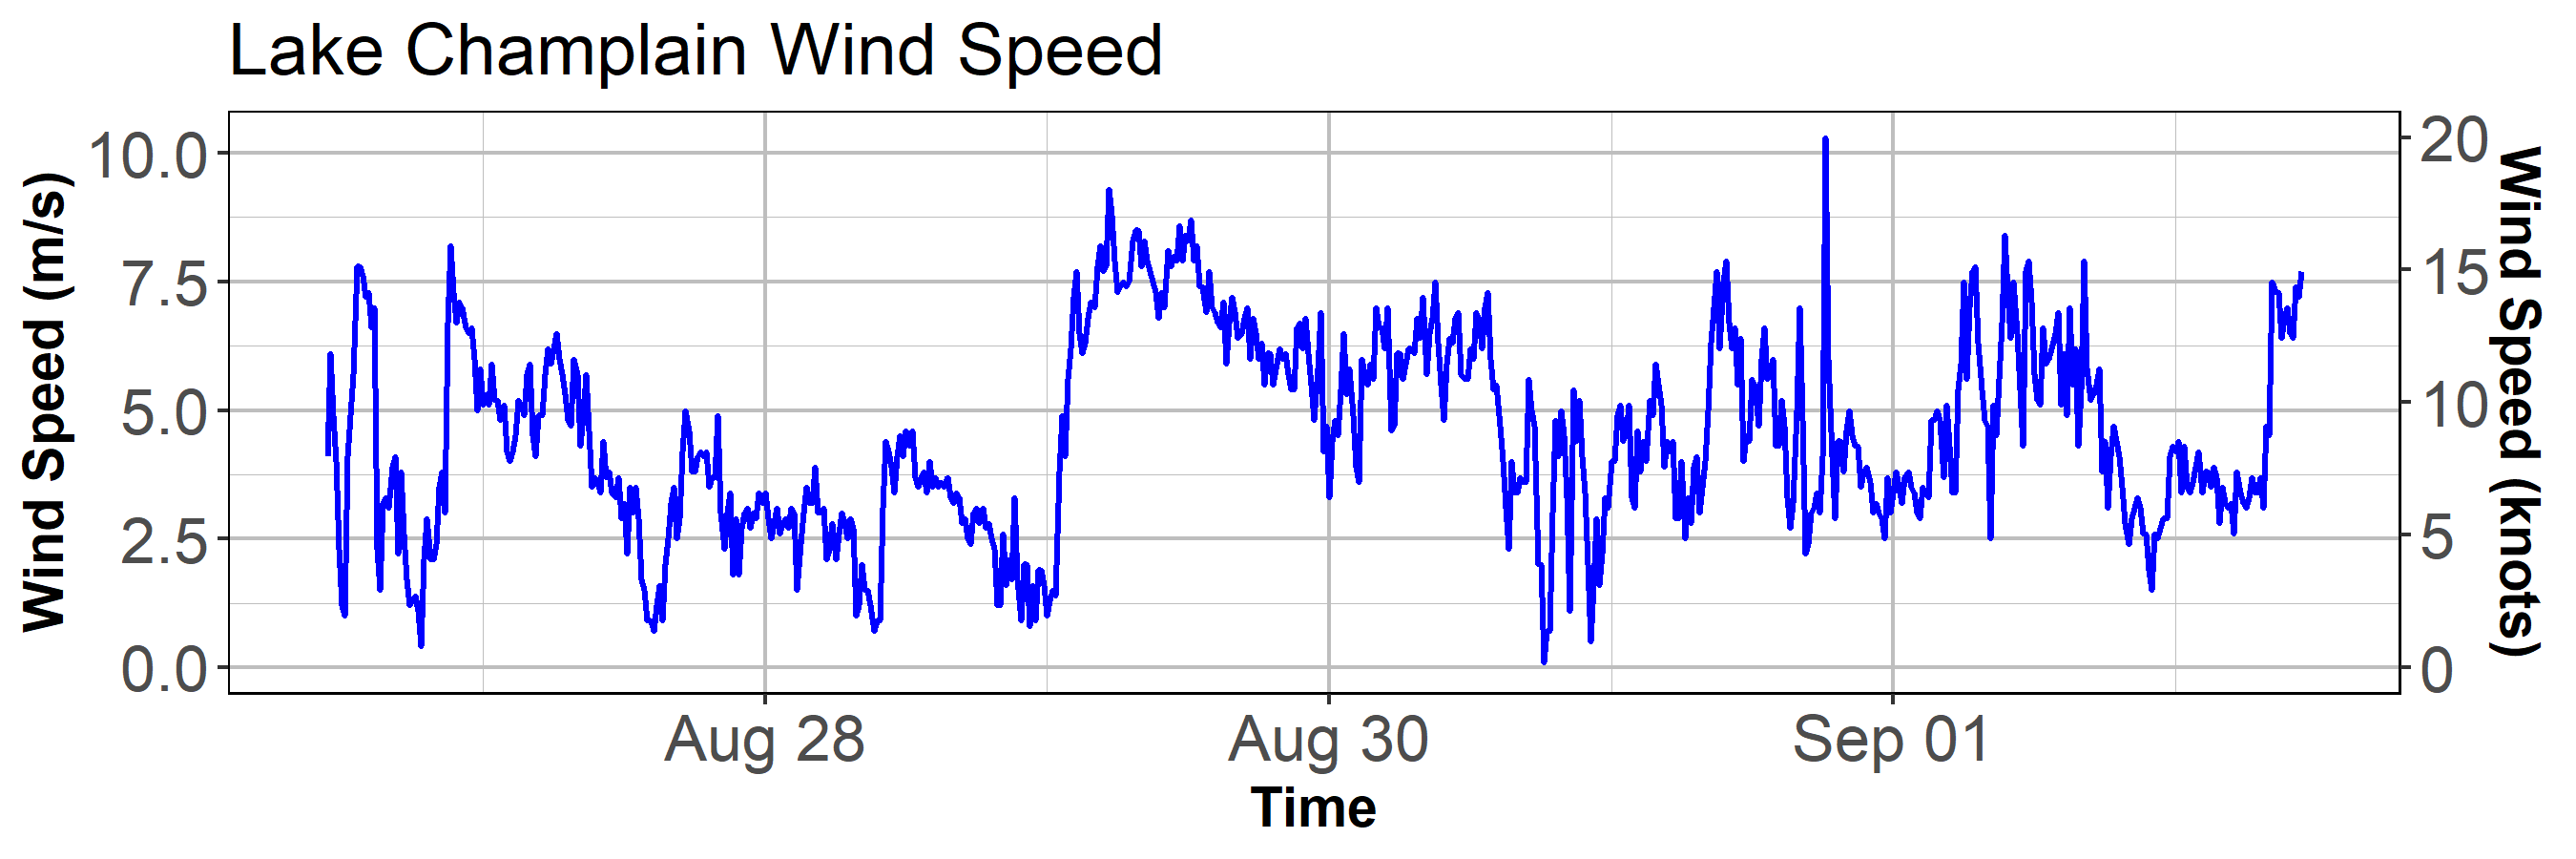 Lake Champlain Wind Speed
Wind Speed (m/s)
10.0
7.5
5.0
2.5
0.0
20
15
10
5
0
Wind Speed (knots)
Aug 28
Aug 30
Sep 01
Time